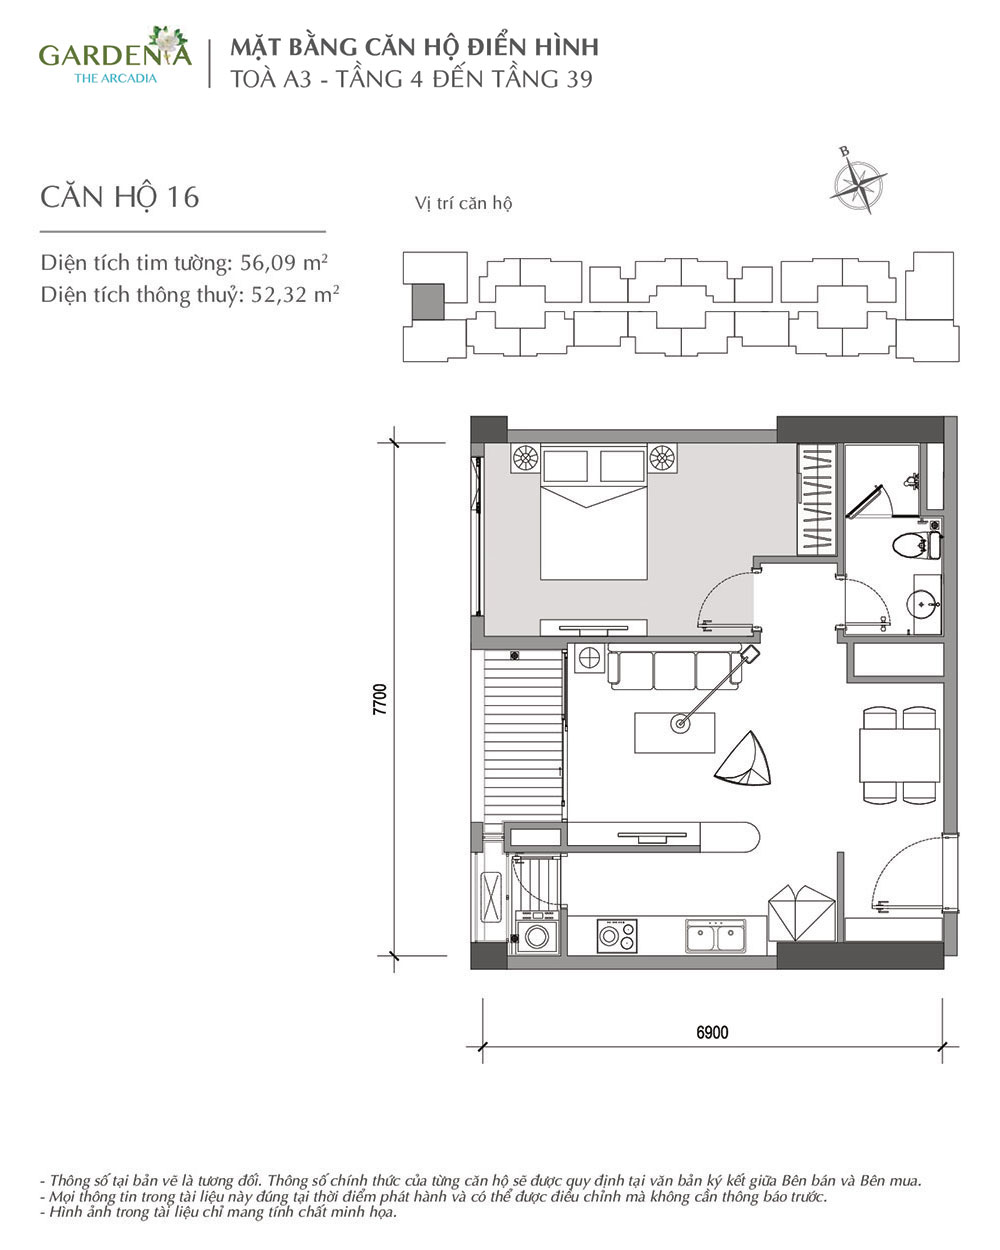 GARDENIA
THE ARCADIA
MẶT BẰNG CĂN HỘ ĐIỂN HÌNH
TOÀ A3 - TẦNG 4 ĐẾN TẦNG 39
CĂN HỘ 16
Diện tích tim tường: 56,09 m²
Diện tích thông thuỷ: 52,32 m²
Vị trí căn hộ
B
7700
6900
- Thông số tại bản vẽ là tương đối. Thông số chính thức của từng căn hộ sẽ được quy định tại văn bản ký kết giữa Bên bán và Bên mua.
- Mọi thông tin trong tài liệu này đúng tại thời điểm phát hành và có thể được điều chỉnh mà không cần thông báo trước.
- Hình ảnh trong tài liệu chỉ mang tính chất minh họa.